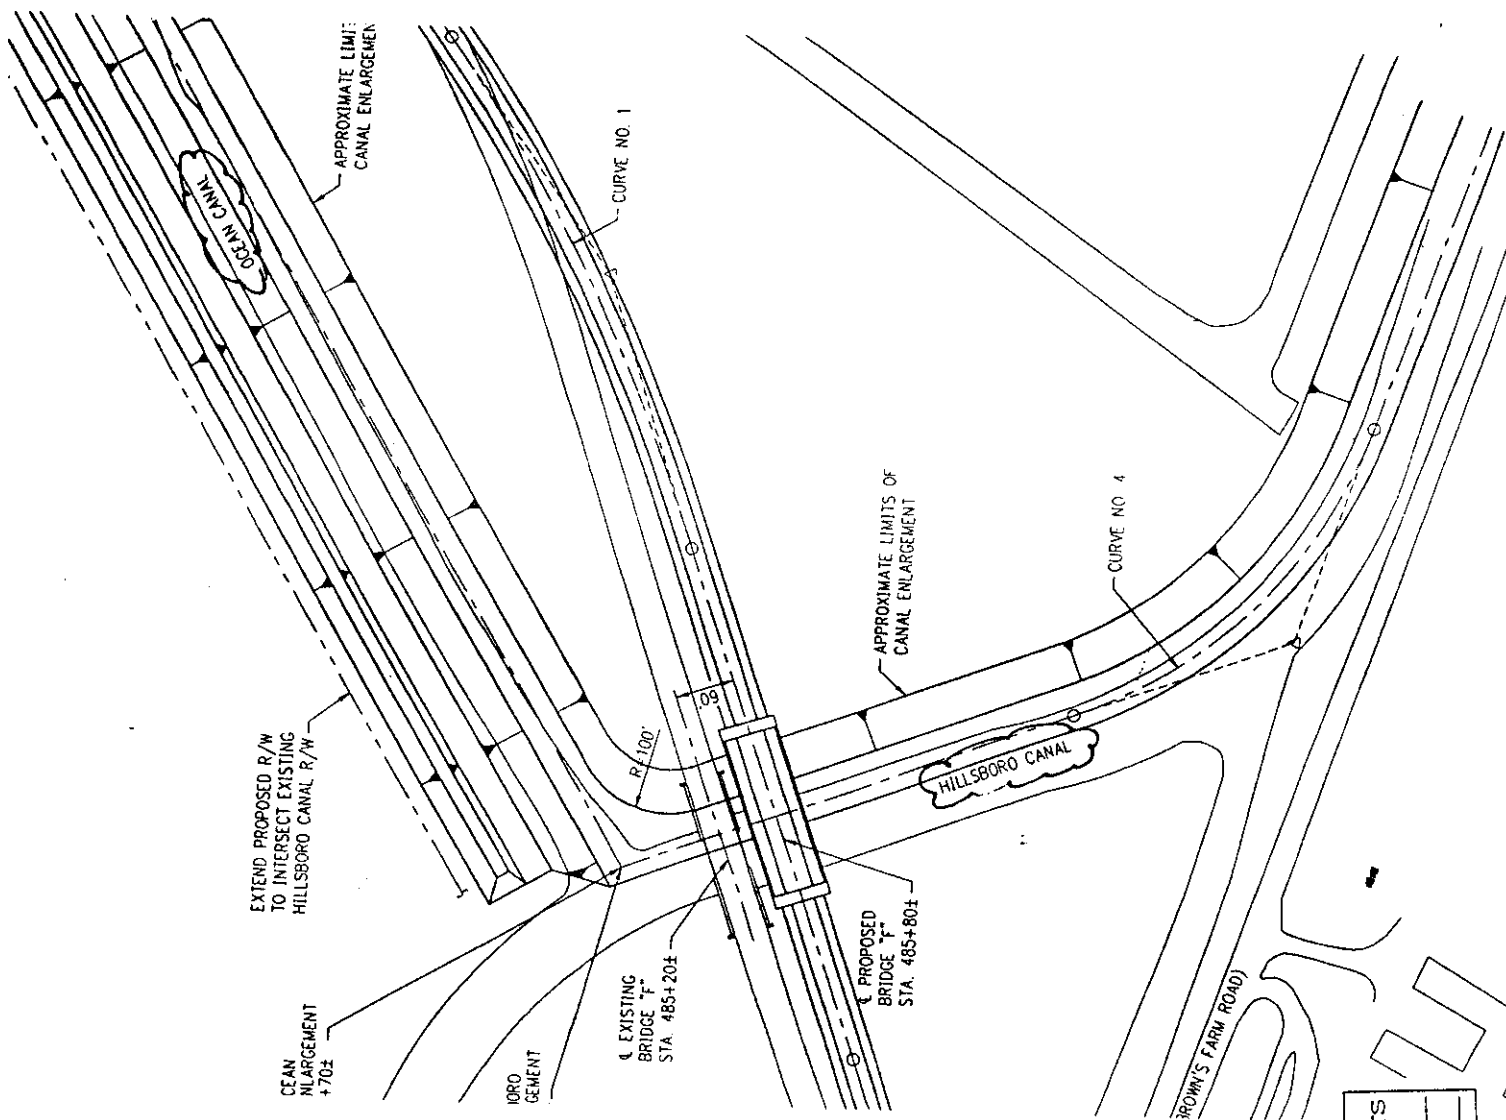 APPROXIMATE LIMIT
CANAL ENLARGEMEN
OCEAN CANAL
CURVE NO. 1
EXTEND PROPOSED R/W
TO INTERSECT EXISTING
HILLSBORO CANAL R/W
R=100'
60'
APPROXIMATE LIMITS OF
CANAL ENLARGEMENT
CURVE NO 4
HILLSBORO CANAL
CEAN
NLARGEMENT
+70±
ORO
GEMENT
℄ EXISTING
BRIDGE "F"
STA. 485+20±
℄ PROPOSED
BRIDGE "F"
STA. 485+80±
BROWN'S FARM ROAD)
S